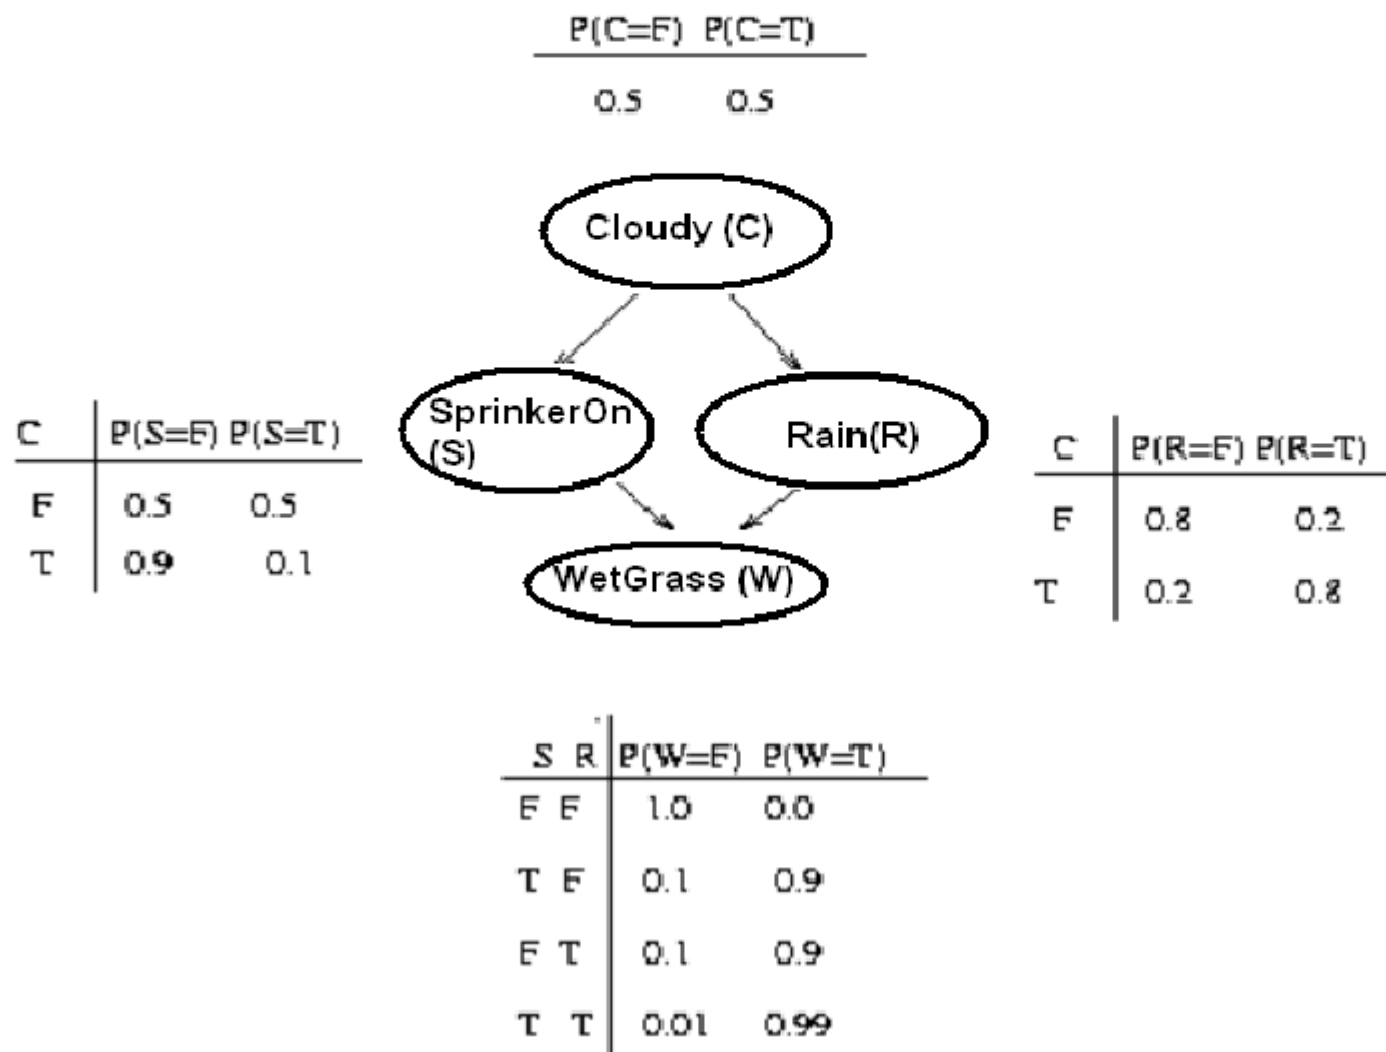 P(C=F) P(C=T)
0.5 0.5
Cloudy (C)
SprinkerOn
(S)
Rain(R)
WetGrass (W)
C P(S=F) P(S=T)
F 0.5 0.5
T 0.9 0.1
C P(R=F) P(R=T)
F 0.8 0.2
T 0.2 0.8
S R P(W=F) P(W=T)
F F 1.0 0.0
T F 0.1 0.9
F T 0.1 0.9
T T 0.01 0.99